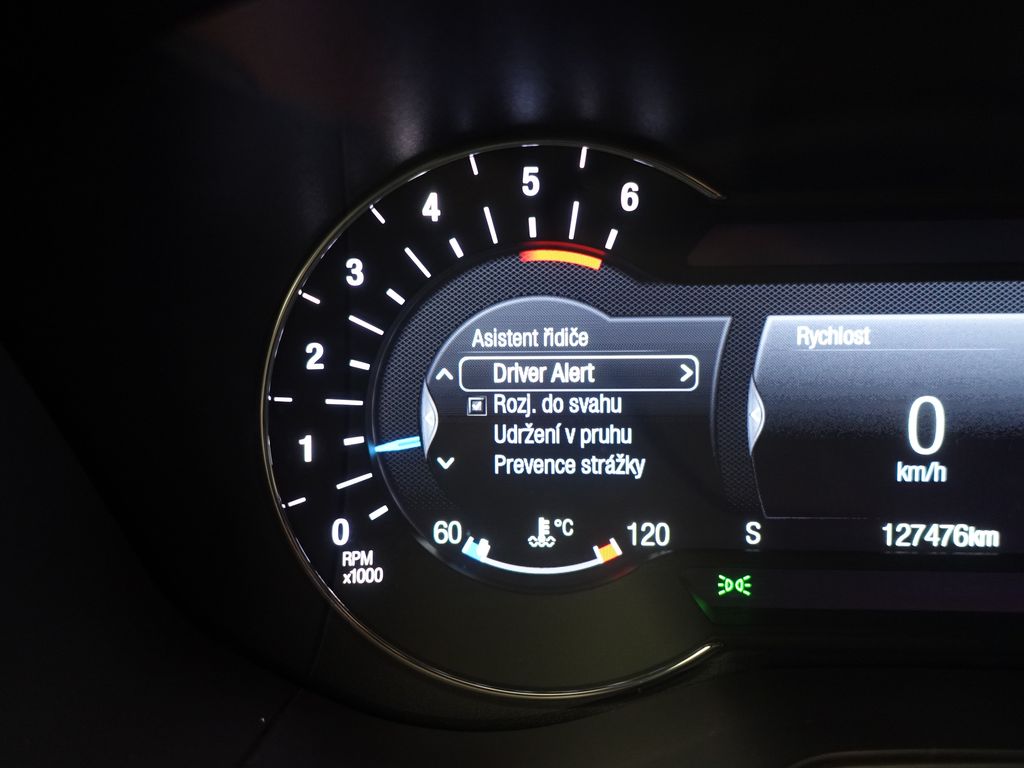 0
1
2
3
4
5
6
RPM
x1000
Asistent řidiče
Driver Alert
Rozj. do svahu
Udržení v pruhu
Prevence strážky
60
°C
120
Rychlost
0
km/h
S
127476km